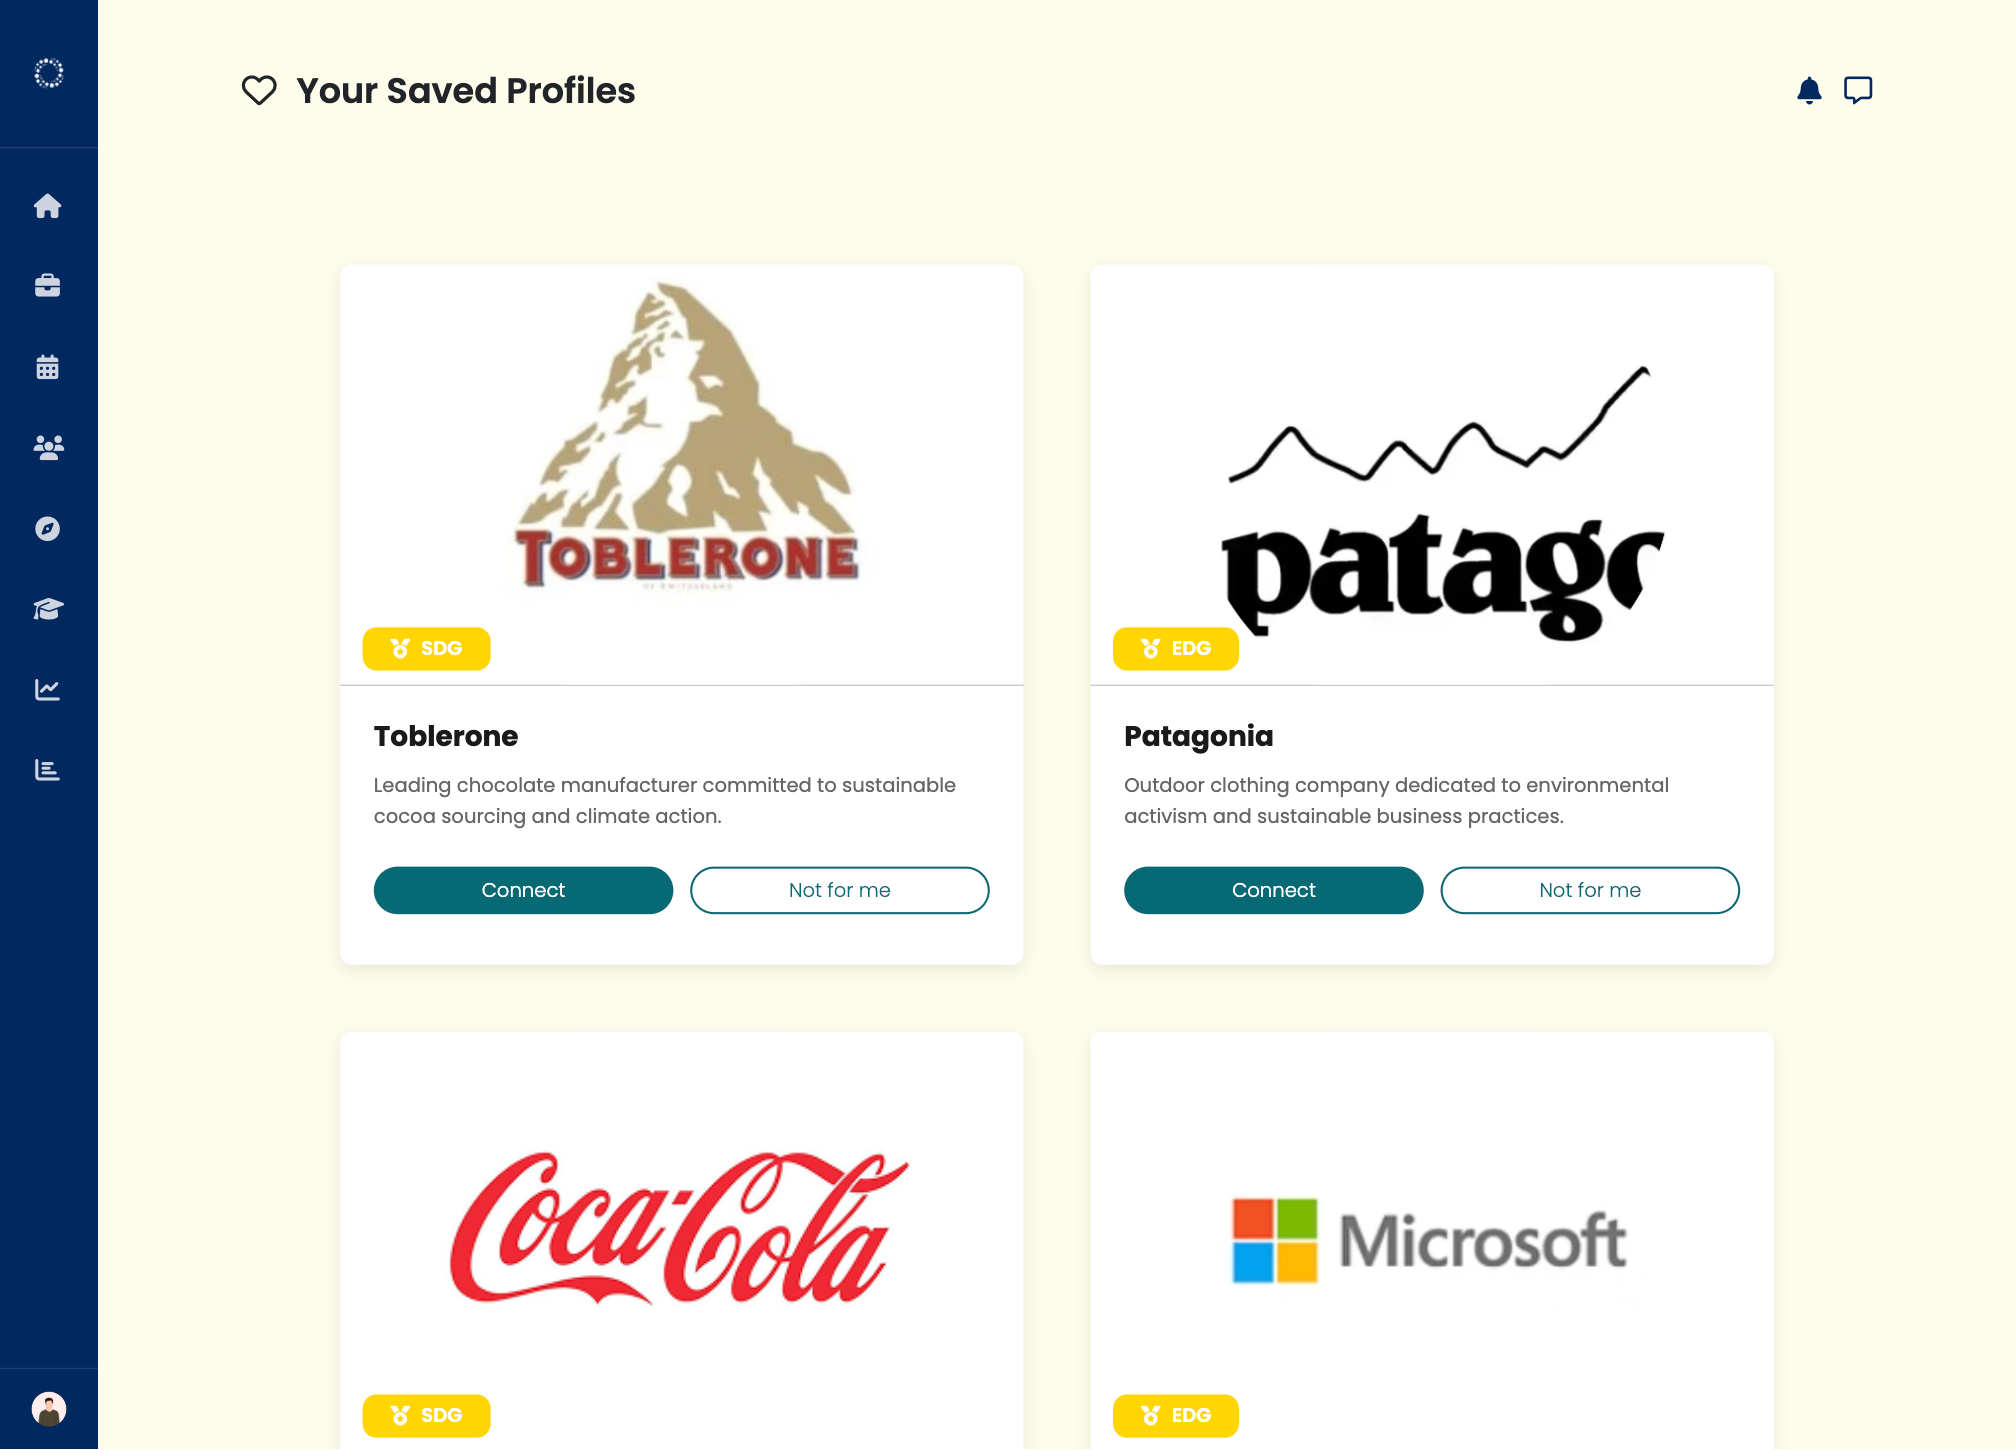 Your Saved Profiles
TOBLERONE
patago
SDG
EDG
Toblerone
Patagonia
Leading chocolate manufacturer committed to sustainable
cocoa sourcing and climate action.
Outdoor clothing company dedicated to environmental
activism and sustainable business practices.
Connect
Not for me
Connect
Not for me
Coca-Cola
Microsoft
SDG
EDG